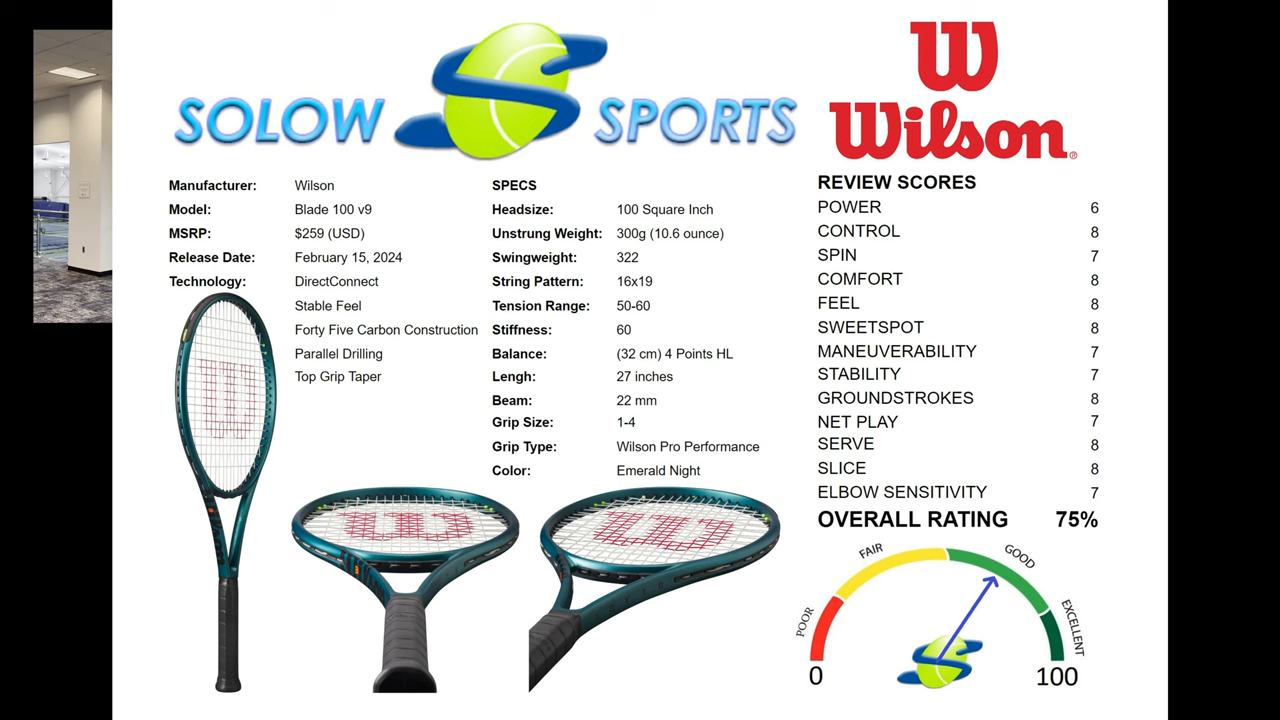 SOLOW SPORTS
W
Wilson®
Manufacturer: Wilson
Model: Blade 100 v9
MSRP: $259 (USD)
Release Date: February 15, 2024
Technology: DirectConnect
Stable Feel
Forty Five Carbon Construction
Parallel Drilling
Top Grip Taper
SPECS
Headsize: 100 Square Inch
Unstrung Weight: 300g (10.6 ounce)
Swingweight: 322
String Pattern: 16x19
Tension Range: 50-60
Stiffness: 60
Balance: (32 cm) 4 Points HL
Lengh: 27 inches
Beam: 22 mm
Grip Size: 1-4
Grip Type: Wilson Pro Performance
Color: Emerald Night
REVIEW SCORES
POWER 6
CONTROL 8
SPIN 7
COMFORT 8
FEEL 8
SWEETSPOT 8
MANEUVERABILITY 7
STABILITY 7
GROUNDSTROKES 8
NET PLAY 7
SERVE 8
SLICE 8
ELBOW SENSITIVITY 7
OVERALL RATING 75%
POOR
FAIR
GOOD
EXCELLENT
0
100